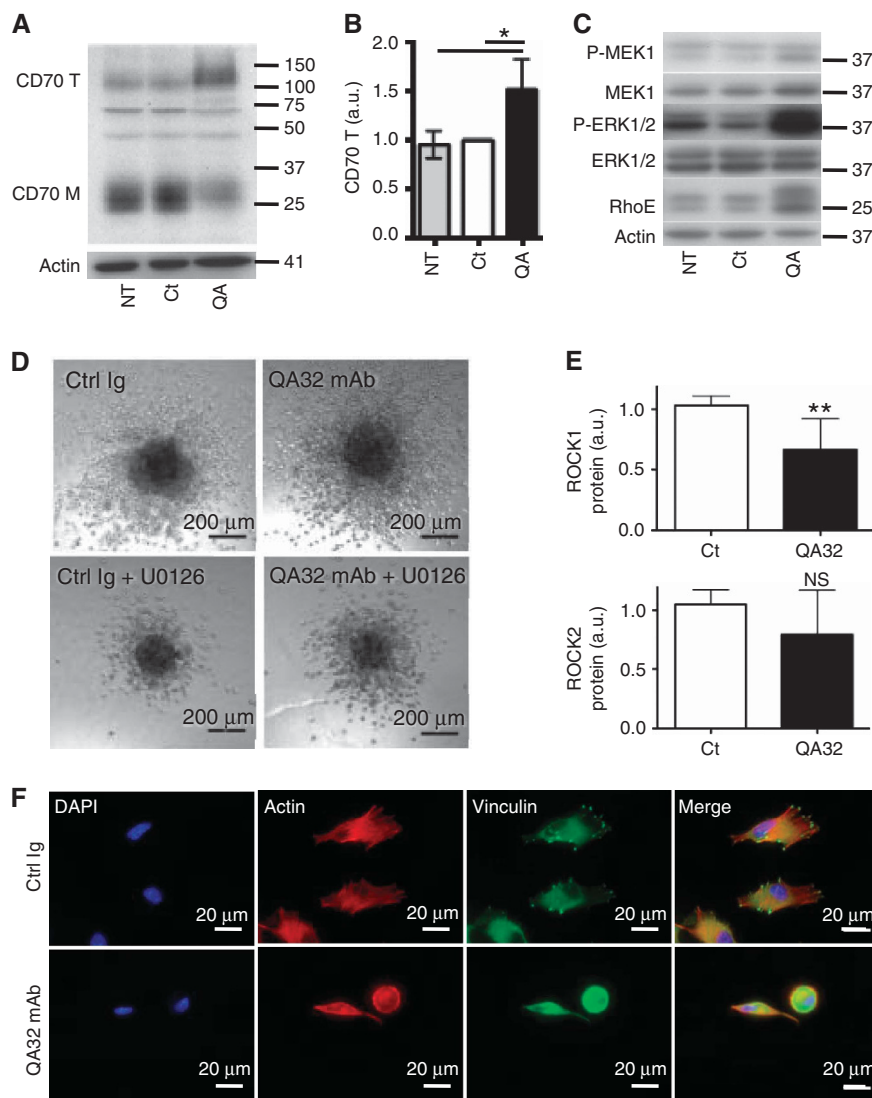 A
CD70 T
CD70 M
Actin
150
100
75
50
37
25
41
NT
Ct
QA
B
*
CD70 T (a.u.)
2.0
1.5
1.0
0.5
0.0
NT
Ct
QA
C
P-MEK1
37
MEK1
37
P-ERK1/2
37
ERK1/2
37
RhoE
25
Actin
37
NT
Ct
QA
D
Ctrl Ig
200 µm
QA32 mAb
200 µm
Ctrl Ig + U0126
200 µm
QA32 mAb + U0126
200 µm
E
ROCK1
protein (a.u.)
1.0
0.5
0.0
**
Ct
QA32
ROCK2
protein (a.u.)
1.0
0.5
0.0
NS
Ct
QA32
F
Ctrl Ig
DAPI
20 µm
Actin
20 µm
Vinculin
20 µm
Merge
20 µm
QA32 mAb
20 µm
20 µm
20 µm
20 µm